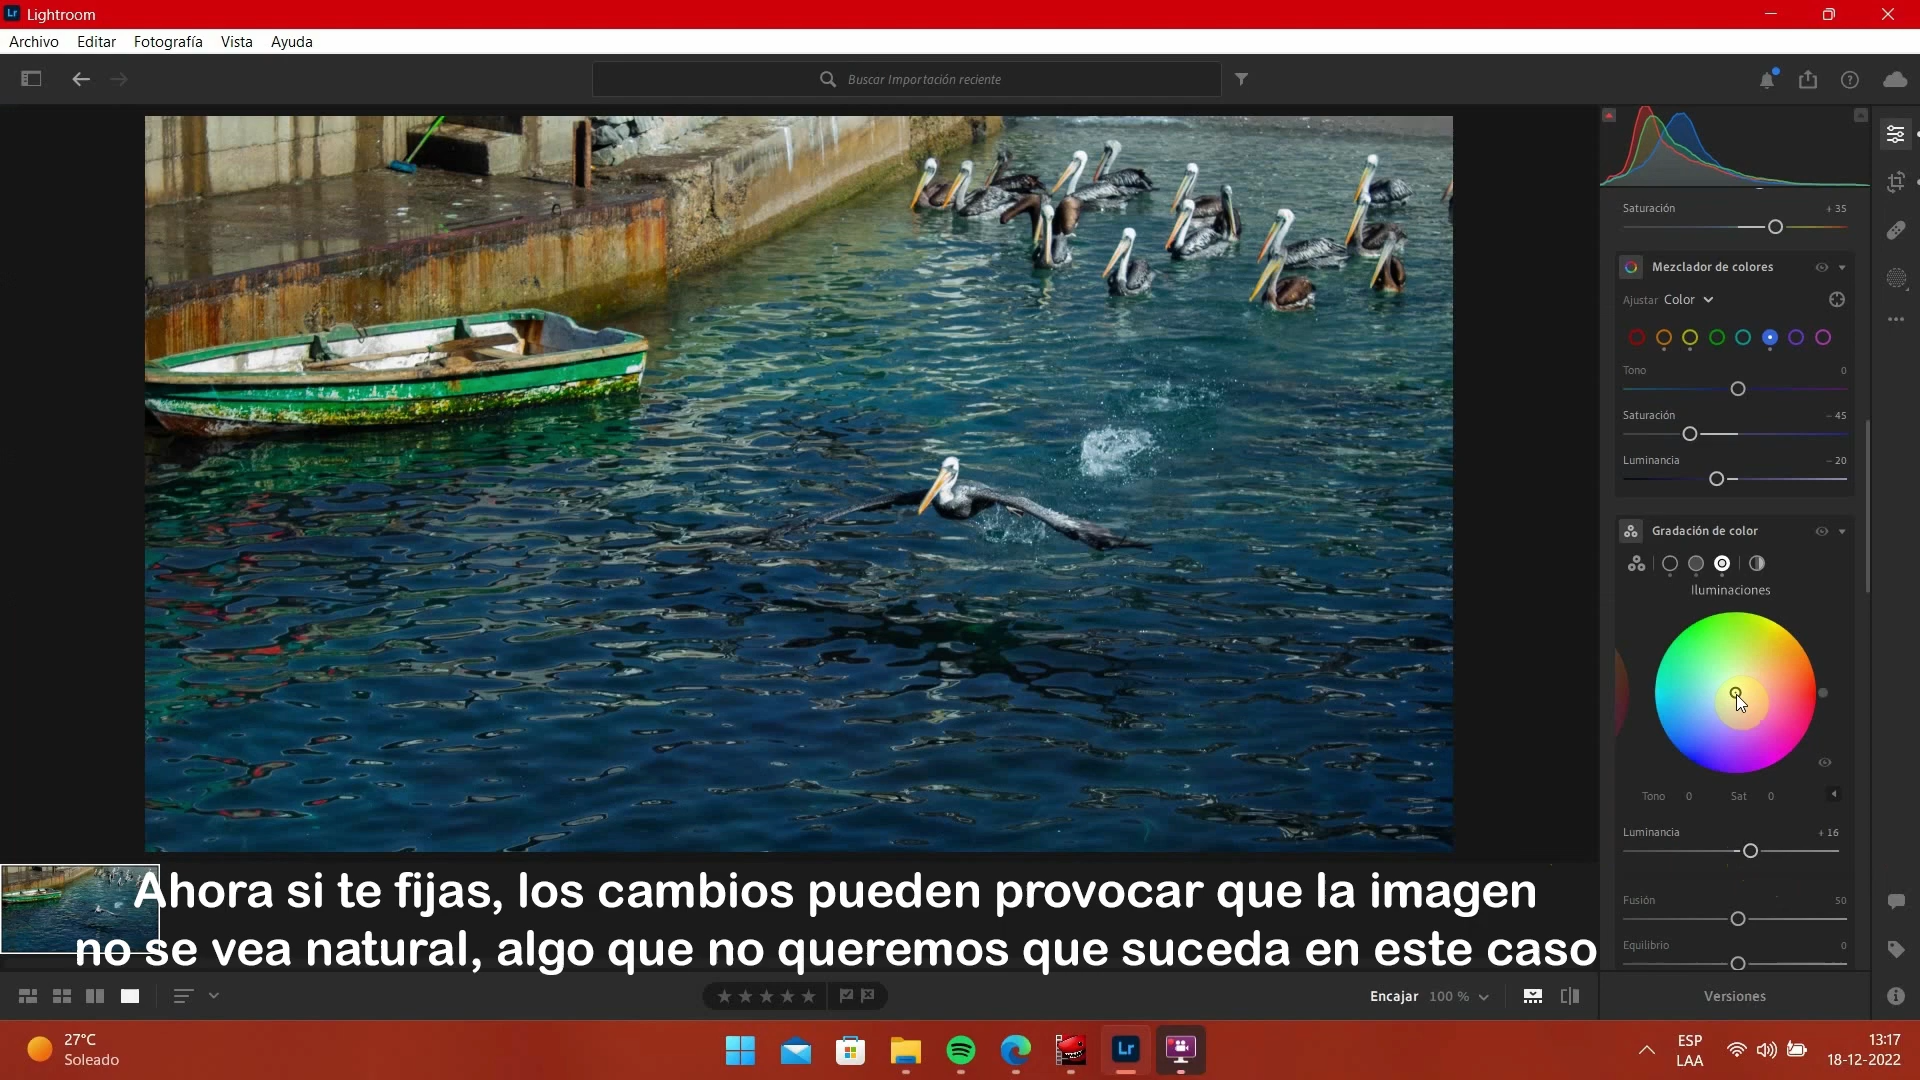 Lr Lightroom
Archivo Editar Fotografía Vista Ayuda
Buscar Importación reciente
Saturación +35
Mezclador de colores
Ajustar Color
Tono 0
Saturación −45
Luminancia −20
Gradación de color
Iluminaciones
Tono 0 Sat 0
Luminancia +16
Fusión 50
Equilibrio 0
Ahora si te fijas, los cambios pueden provocar que la imagen
no se vea natural, algo que no queremos que suceda en este caso
Encajar 100 %
Versiones
27°C
Soleado
Lr
ESP
LAA
13:17
18-12-2022